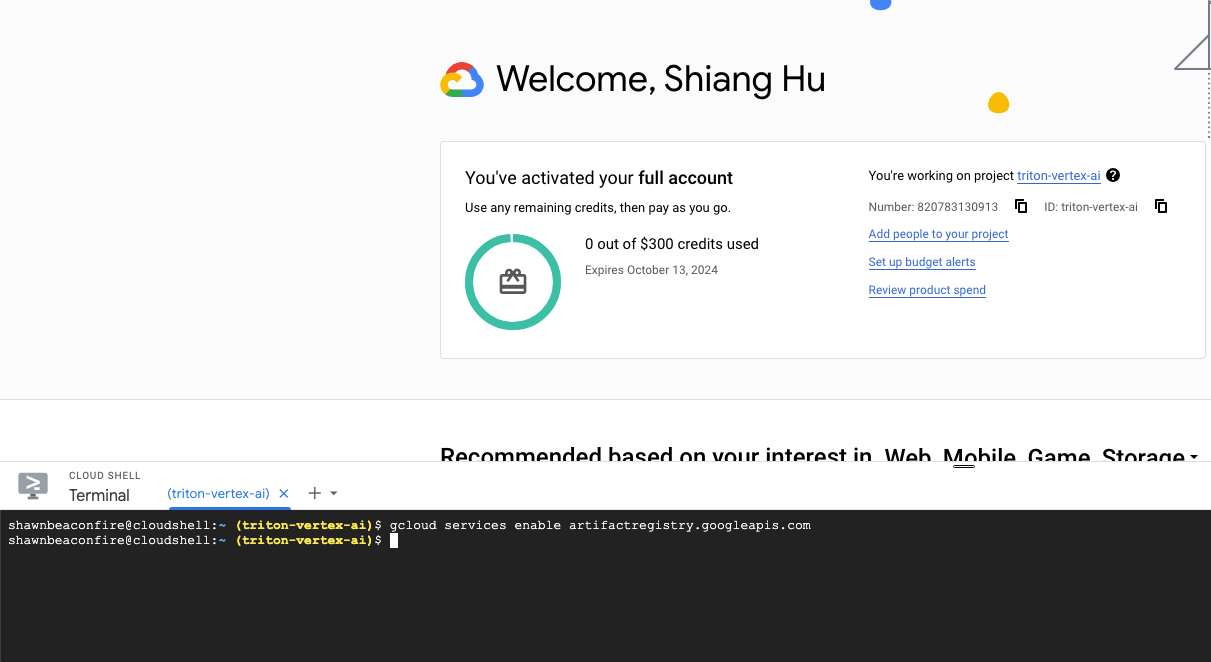 Welcome, Shiang Hu
You've activated your full account
Use any remaining credits, then pay as you go.
0 out of $300 credits used
Expires October 13, 2024
You're working on project triton-vertex-ai
Number: 820783130913 ID: triton-vertex-ai
Add people to your project
Set up budget alerts
Review product spend
Recommended based on your interest in Web, Mobile, Game, Storage
CLOUD SHELL
Terminal
(triton-vertex-ai)
shawnbeaconfire@cloudshell:~ (triton-vertex-ai)$ gcloud services enable artifactregistry.googleapis.com
shawnbeaconfire@cloudshell:~ (triton-vertex-ai)$